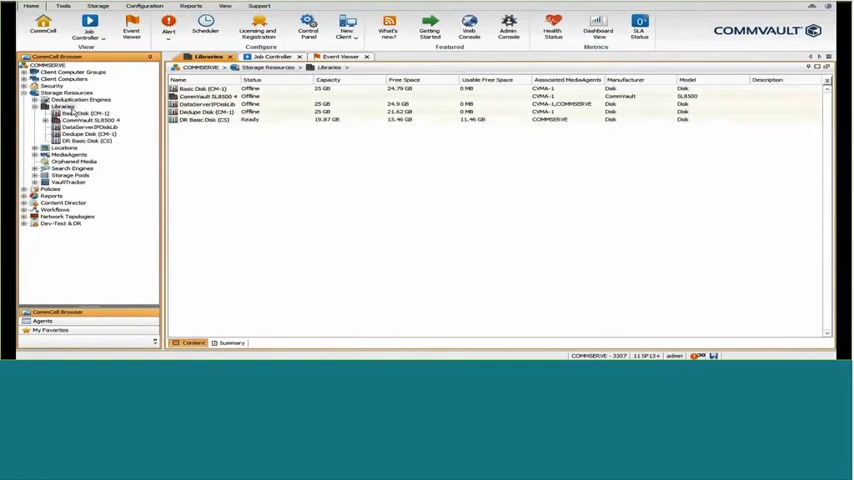 Home Tools Storage Configuration Reports View Support
CommCell Job Controller Event Viewer Alert Scheduler Licensing and Registration Control Panel New Client What's new? Getting Started Web Console Admin Console Health Status Dashboard View SLA Status COMMVAULT
View Configure Featured Metrics
CommCell Browser Libraries Job Controller Event Viewer
COMMSERVE COMMSERVE > Storage Resources > Libraries >
Client Computer Groups
Client Computers
Security
Storage Resources
Deduplication Engines
Libraries
Basic Disk (CM-1)
CommVault SL8500 4
DataServerIPDiskLib
Dedupe Disk (CM-1)
DR Basic Disk (CS)
Locations
MediaAgents
Orphaned Media
Search Engines
Storage Pools
VaultTracker
Policies
Reports
Content Director
Workflows
Network Topologies
Dev-Test & DR
Name Status Capacity Free Space Usable Free Space Associated MediaAgents Manufacturer Model Description
Basic Disk (CM-1) Offline 25 GB 24.79 GB 0 MB CVMA-1 Disk Disk
CommVault SL8500 4 Offline CVMA-1 CommVault SL8500
DataServerIPDiskLib Offline 25 GB 24.9 GB 0 MB CVMA-1,COMMSERVE Disk Disk
Dedupe Disk (CM-1) Offline 25 GB 21.62 GB 0 MB CVMA-1 Disk Disk
DR Basic Disk (CS) Ready 19.87 GB 13.46 GB 11.46 GB COMMSERVE Disk Disk
CommCell Browser
Agents
My Favorites
Content Summary
COMMSERVE - 3307 11 SP13+ admin